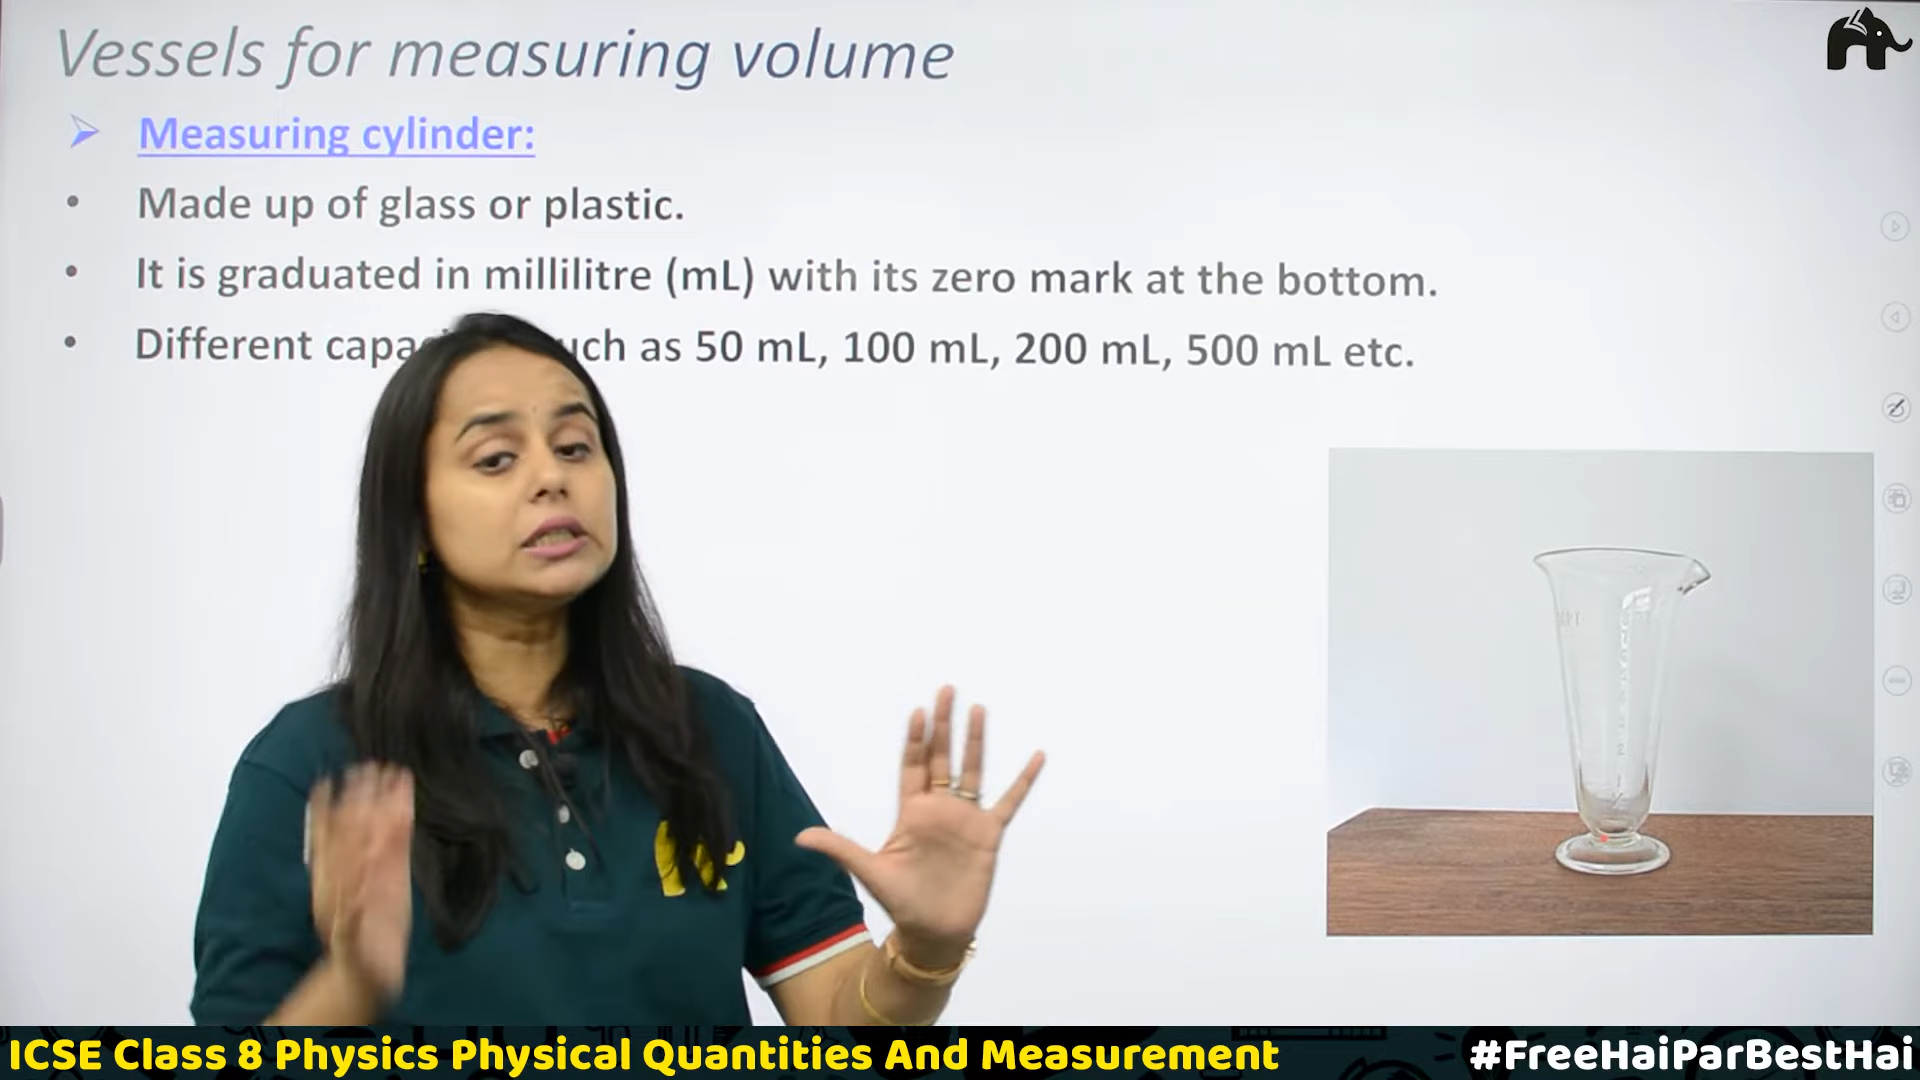 Vessels for measuring volume
➢ Measuring cylinder:
• Made up of glass or plastic.
• It is graduated in millilitre (mL) with its zero mark at the bottom.
• Different such as 50 mL, 100 mL, 200 mL, 500 mL etc.
ICSE Class 8 Physics Physical Quantities And Measurement
#FreeHaiParBestHai